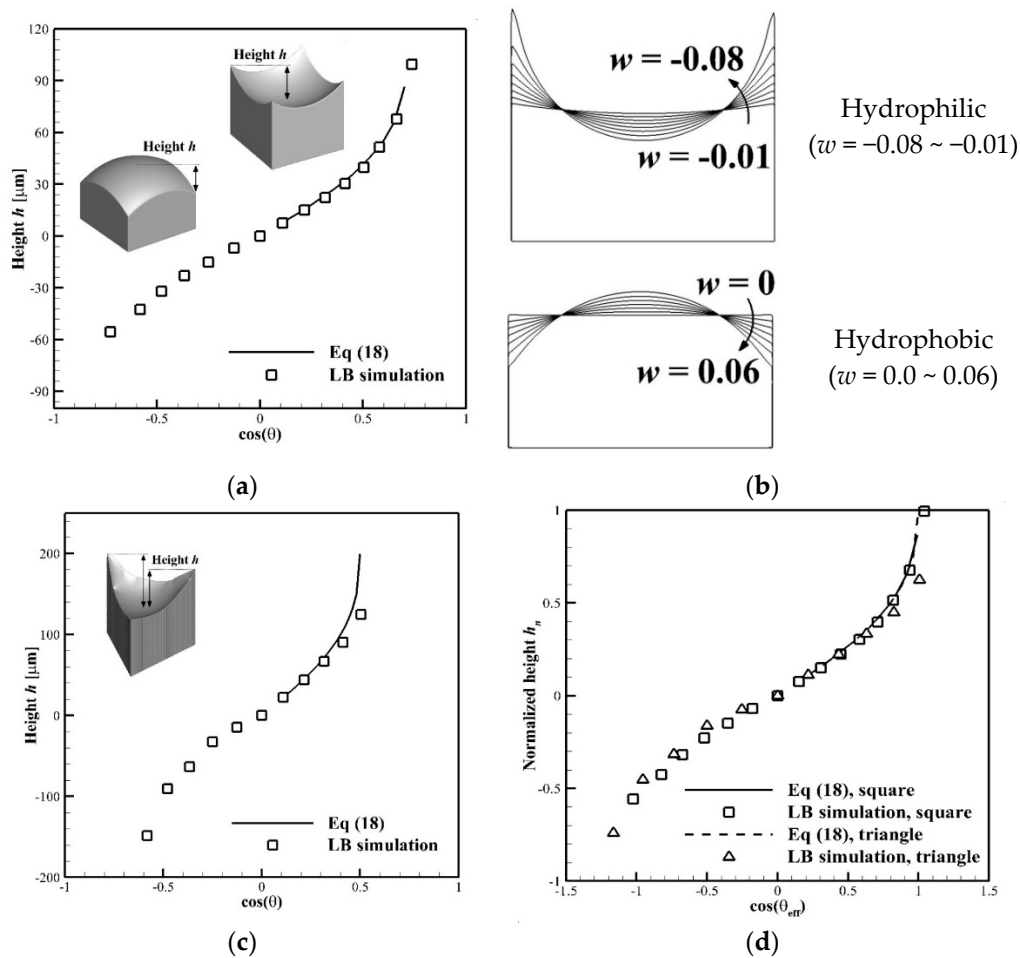 (a)
120
90
60
30
0
-30
-60
-90
Height h [μm]
Height h
Height h
Eq (18)
LB simulation
-1
-0.5
0
0.5
1
cos(θ)
(b)
w = -0.08
w = -0.01
Hydrophilic
(w = −0.08 ~ −0.01)
w = 0
w = 0.06
Hydrophobic
(w = 0.0 ~ 0.06)
(c)
200
100
0
-100
-200
Height h [μm]
Height h
Eq (18)
LB simulation
-1
-0.5
0
0.5
1
cos(θ)
(d)
1
0.5
0
-0.5
-1
Normalized height hₙ
Eq (18), square
LB simulation, square
Eq (18), triangle
LB simulation, triangle
-1.5
-1
-0.5
0
0.5
1
1.5
cos(θeff)